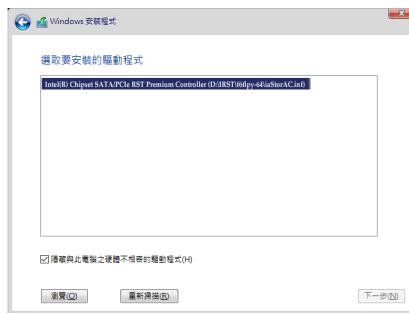 Windows 安裝程式
選取要安裝的驅動程式
Intel(R) Chipset SATA/PCIe RST Premium Controller (D:\IRST\f6flpy-64\iaStorAC.inf)
隱藏與此電腦之硬體不相容的驅動程式(H)
瀏覽(O) 重新掃描(R) 下一步(N)